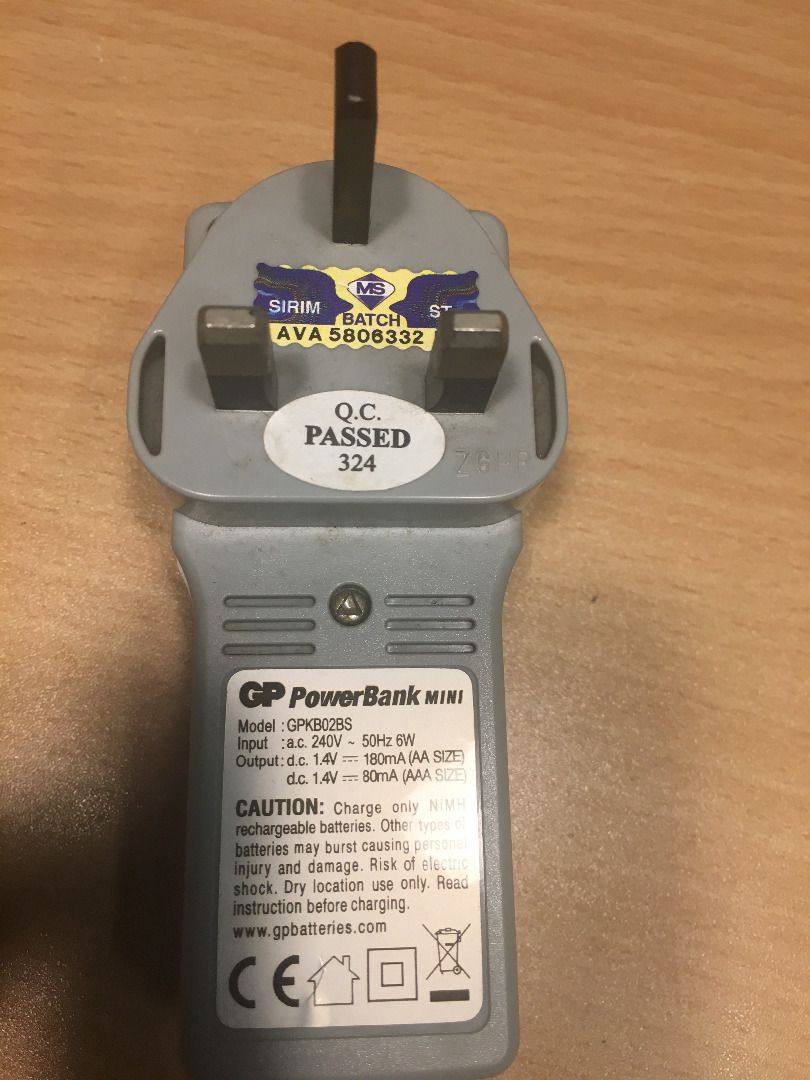 MS
SIRIM
ST
BATCH
AVA 5806332
Q.C.
PASSED
324
GP PowerBank MINI
Model : GPKB02BS
Input : a.c. 240V ~ 50Hz 6W
Output : d.c. 1.4V ⎓ 180mA (AA SIZE)
d.c. 1.4V ⎓ 80mA (AAA SIZE)
CAUTION: Charge only NiMH
rechargeable batteries. Other types of
batteries may burst causing personal
injury and damage. Risk of electric
shock. Dry location use only. Read
instruction before charging.
www.gpbatteries.com
CE